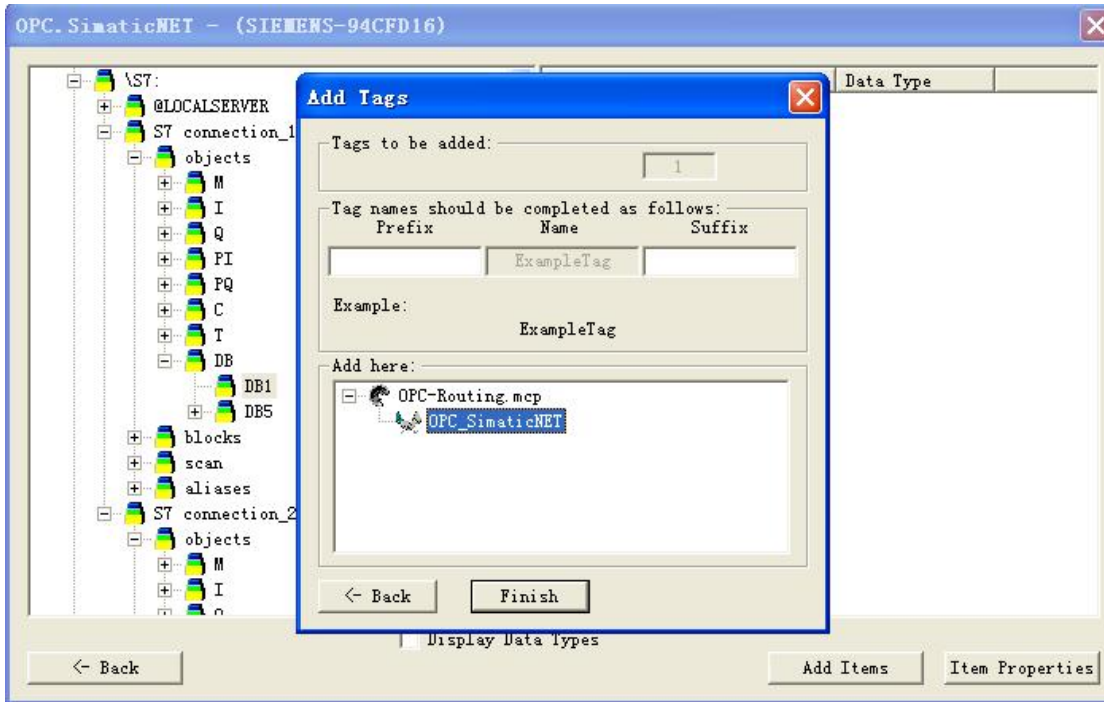 OPC.SimaticNET - (SIEMENS-94CFD16)
\S7:
@LOCALSERVER
S7 connection_1
objects
M
I
Q
PI
PQ
C
T
DB
DB1
DB5
blocks
scan
aliases
S7 connection_2
objects
M
I
Data Type
Add Tags
Tags to be added:
1
Tag names should be completed as follows:
Prefix Name Suffix
ExampleTag
Example:
ExampleTag
Add here:
OPC-Routing.mcp
OPC_SimaticNET
<- Back Finish
Display Data Types
<- Back Add Items Item Properties